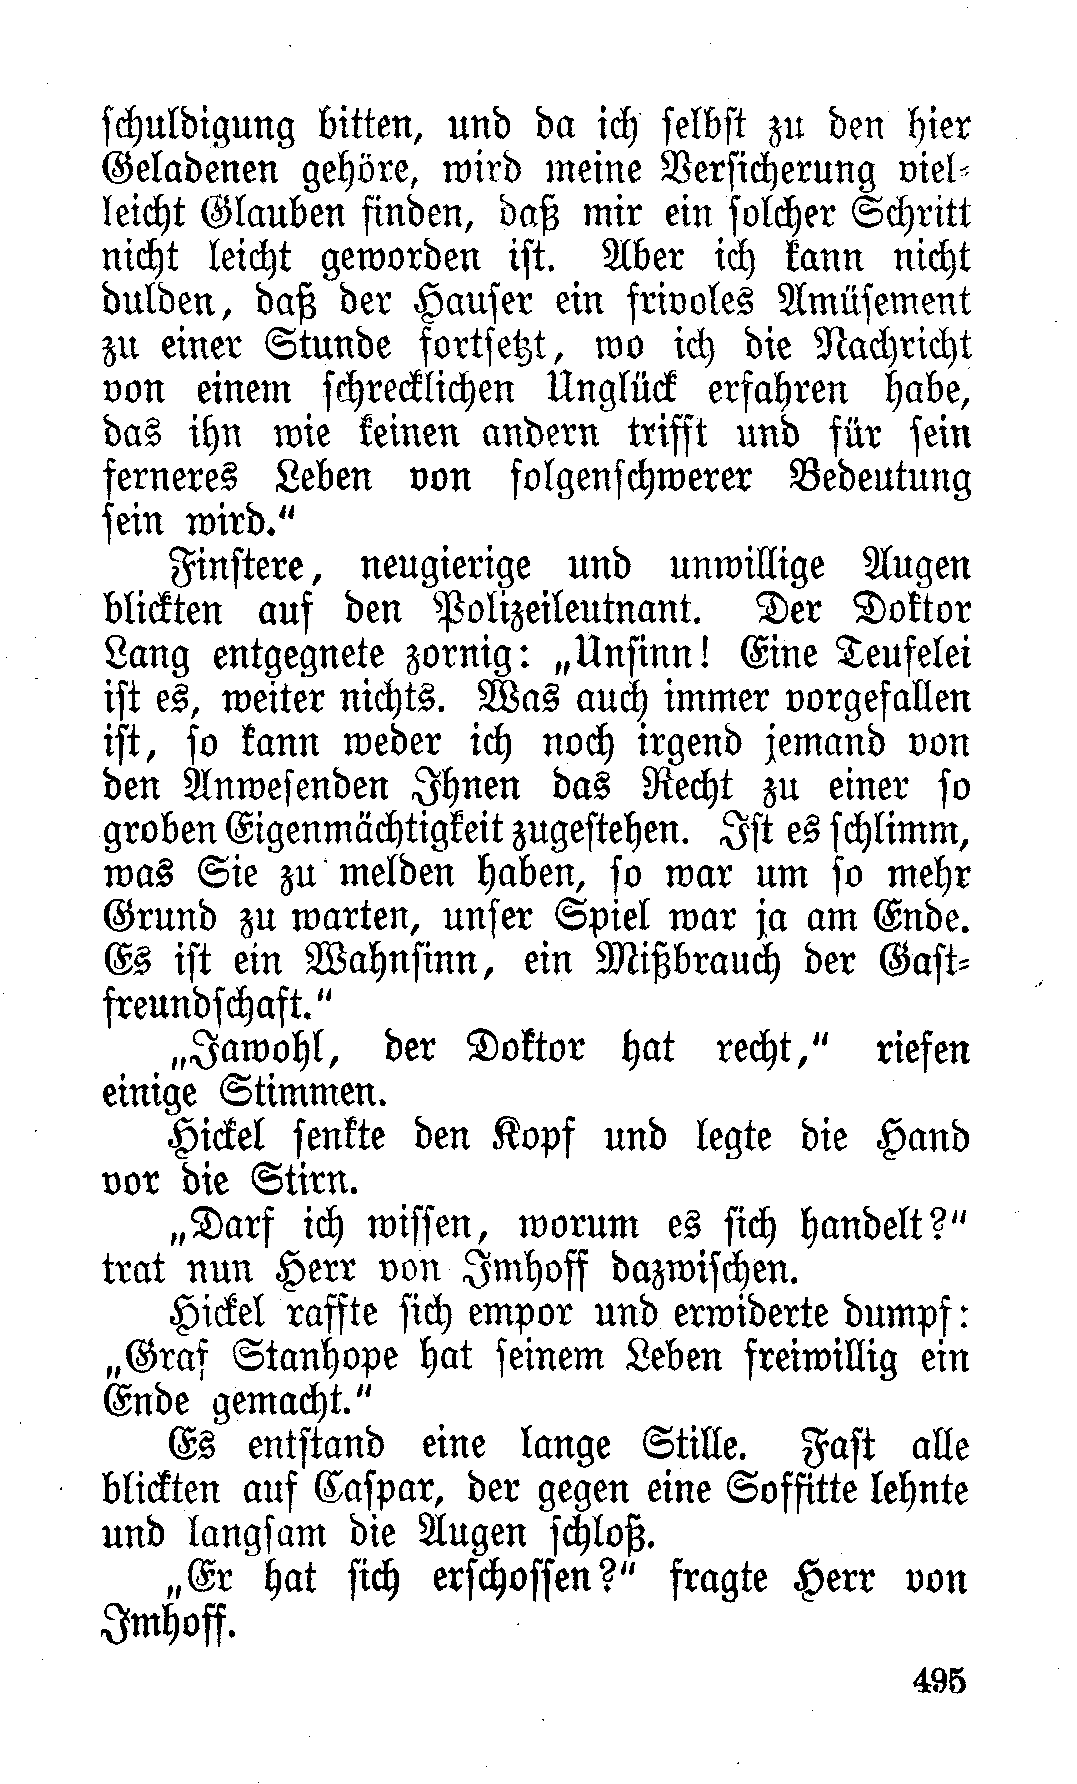 schuldigung bitten, und da ich selbst zu den hier
Geladenen gehöre, wird meine Versicherung viel-
leicht Glauben finden, daß mir ein solcher Schritt
nicht leicht geworden ist. Aber ich kann nicht
dulden, daß der Hauser ein frivoles Amüsement
zu einer Stunde fortsetzt, wo ich die Nachricht
von einem schrecklichen Unglück erfahren habe,
das ihn wie keinen andern trifft und für sein
ferneres Leben von folgenschwerer Bedeutung
sein wird.“
Finstere, neugierige und unwillige Augen
blickten auf den Polizeileutnant. Der Doktor
Lang entgegnete zornig: „Unsinn! Eine Teufelei
ist es, weiter nichts. Was auch immer vorgefallen
ist, so kann weder ich noch irgend jemand von
den Anwesenden Ihnen das Recht zu einer so
groben Eigenmächtigkeit zugestehen. Ist es schlimm,
was Sie zu melden haben, so war um so mehr
Grund zu warten, unser Spiel war ja am Ende.
Es ist ein Wahnsinn, ein Mißbrauch der Gast-
freundschaft.“
„Jawohl, der Doktor hat recht,“ riefen
einige Stimmen.
Hickel senkte den Kopf und legte die Hand
vor die Stirn.
„Darf ich wissen, worum es sich handelt?“
trat nun Herr von Imhoff dazwischen.
Hickel raffte sich empor und erwiderte dumpf:
„Graf Stanhope hat seinem Leben freiwillig ein
Ende gemacht.“
Es entstand eine lange Stille. Fast alle
blickten auf Caspar, der gegen eine Soffitte lehnte
und langsam die Augen schloß.
„Er hat sich erschossen?“ fragte Herr von
Imhoff.
495